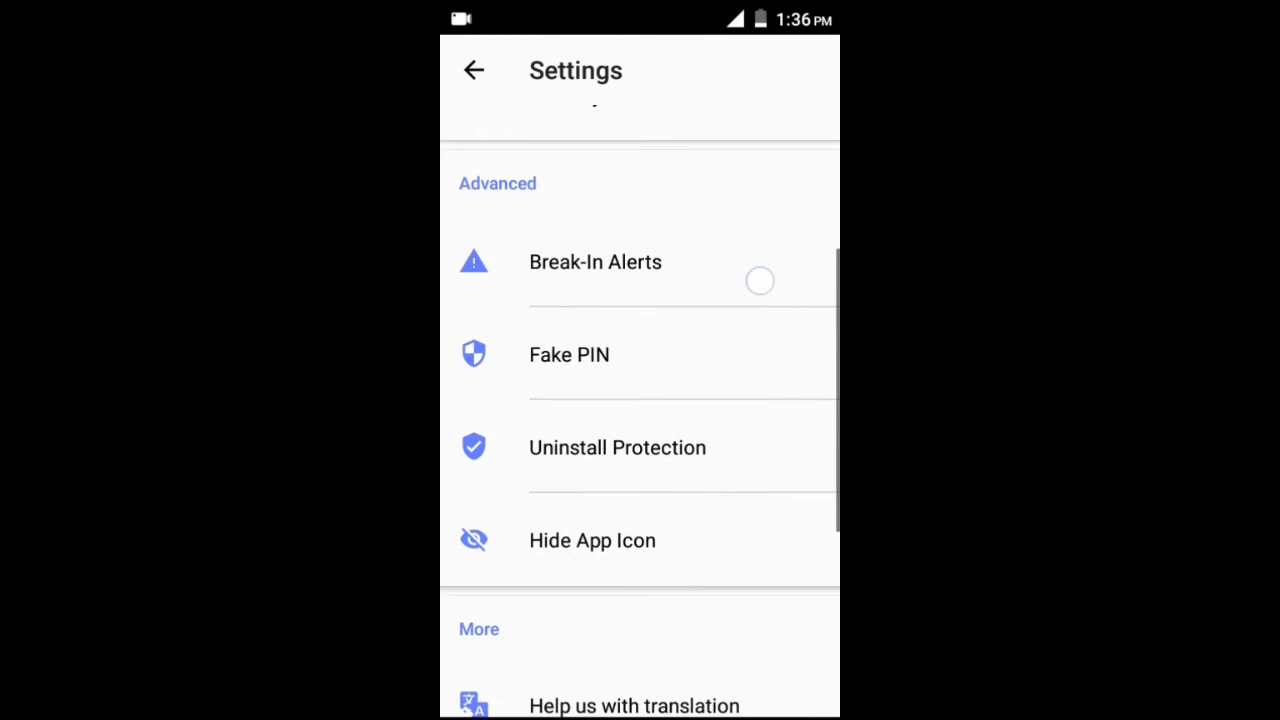 1:36 PM
Settings
Advanced
Break-In Alerts
Fake PIN
Uninstall Protection
Hide App Icon
More
Help us with translation